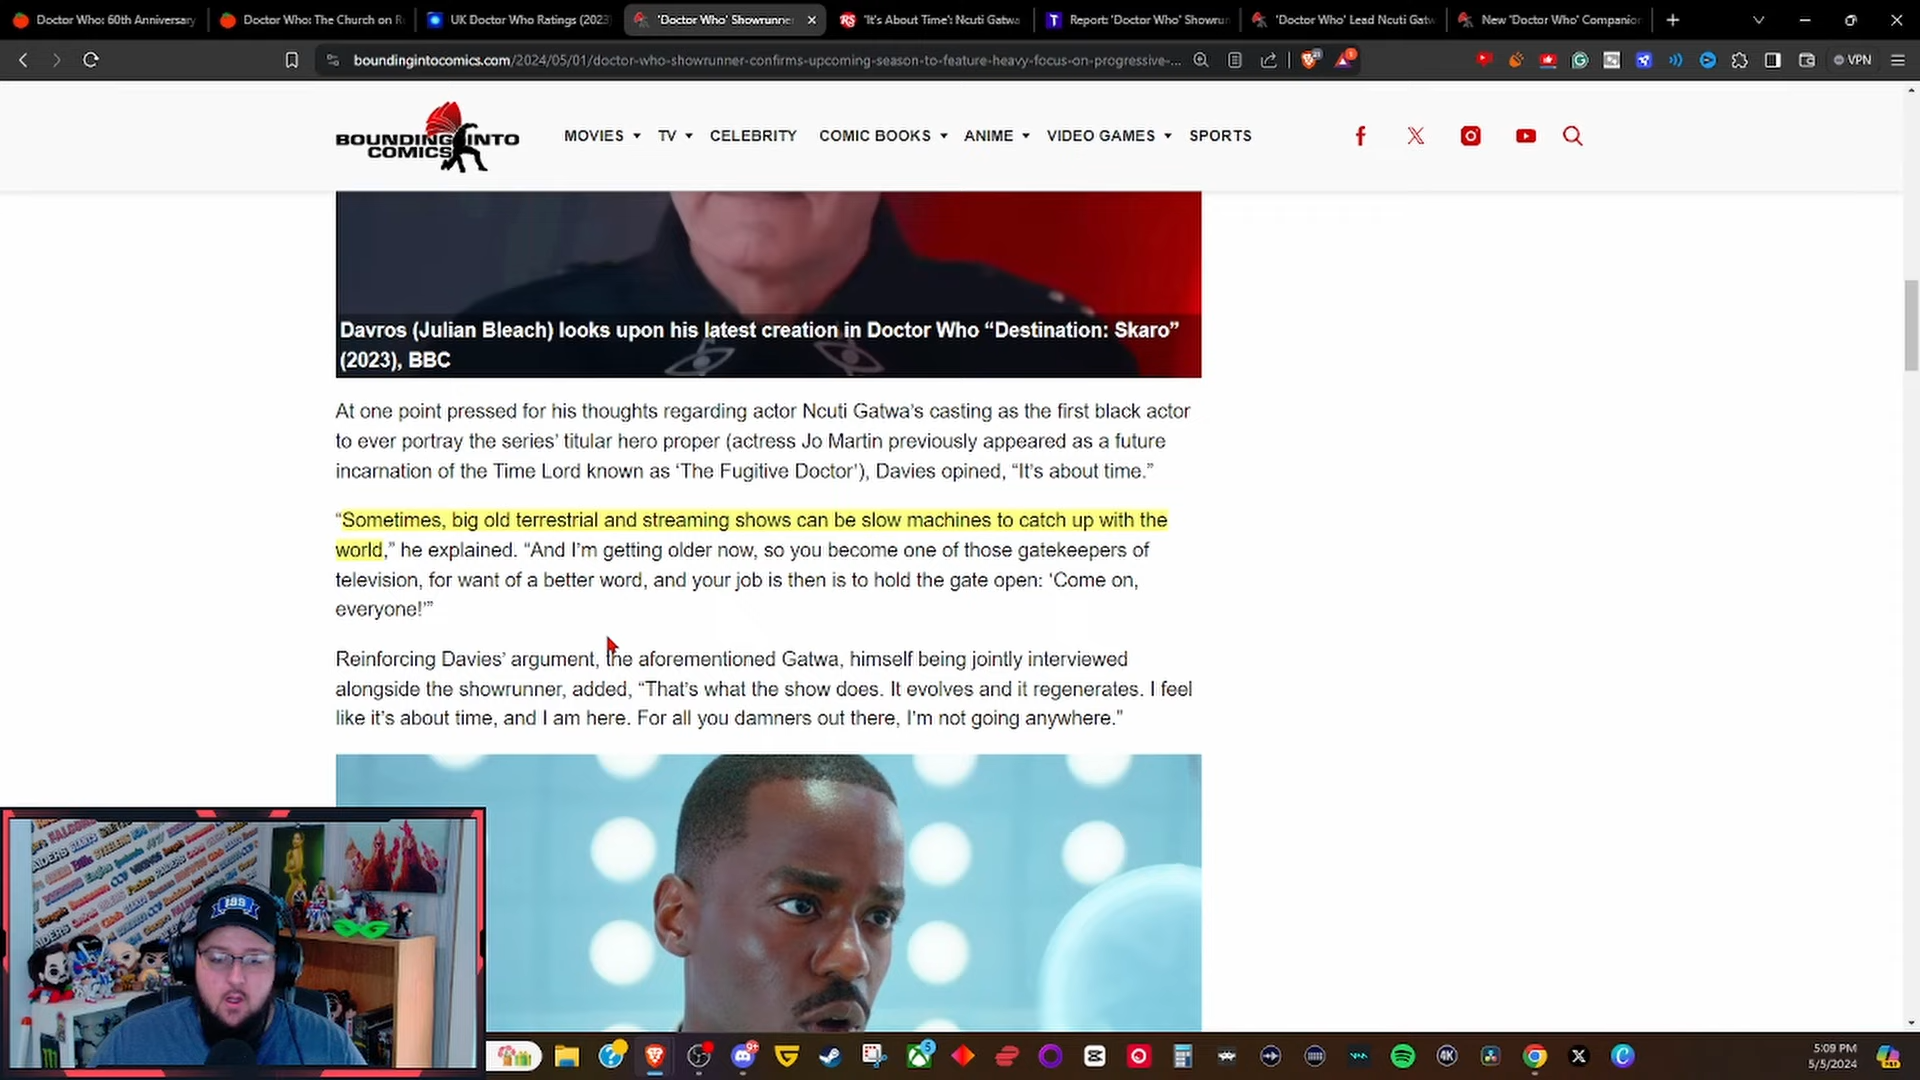 Doctor Who: 60th Anniversary
Doctor Who: The Church on R
UK Doctor Who Ratings (2023
'Doctor Who' Showrunne
'It's About Time': Ncuti Gatwa
Report: 'Doctor Who' Showru
'Doctor Who' Lead Ncuti Gatw
New 'Doctor Who' Companion
boundingintocomics.com/2024/05/01/doctor-who-showrunner-confirms-upcoming-season-to-feature-heavy-focus-on-progressive-...
VPN
BOUNDING INTO
COMICS
MOVIES
TV
CELEBRITY
COMIC BOOKS
ANIME
VIDEO GAMES
SPORTS
Davros (Julian Bleach) looks upon his latest creation in Doctor Who “Destination: Skaro”
(2023), BBC
At one point pressed for his thoughts regarding actor Ncuti Gatwa’s casting as the first black actor
to ever portray the series’ titular hero proper (actress Jo Martin previously appeared as a future
incarnation of the Time Lord known as ‘The Fugitive Doctor’), Davies opined, “It’s about time.”
“Sometimes, big old terrestrial and streaming shows can be slow machines to catch up with the
world,” he explained. “And I’m getting older now, so you become one of those gatekeepers of
television, for want of a better word, and your job is then is to hold the gate open: ‘Come on,
everyone!’”
Reinforcing Davies’ argument, the aforementioned Gatwa, himself being jointly interviewed
alongside the showrunner, added, “That’s what the show does. It evolves and it regenerates. I feel
like it’s about time, and I am here. For all you damners out there, I’m not going anywhere."
5:09 PM
5/5/2024